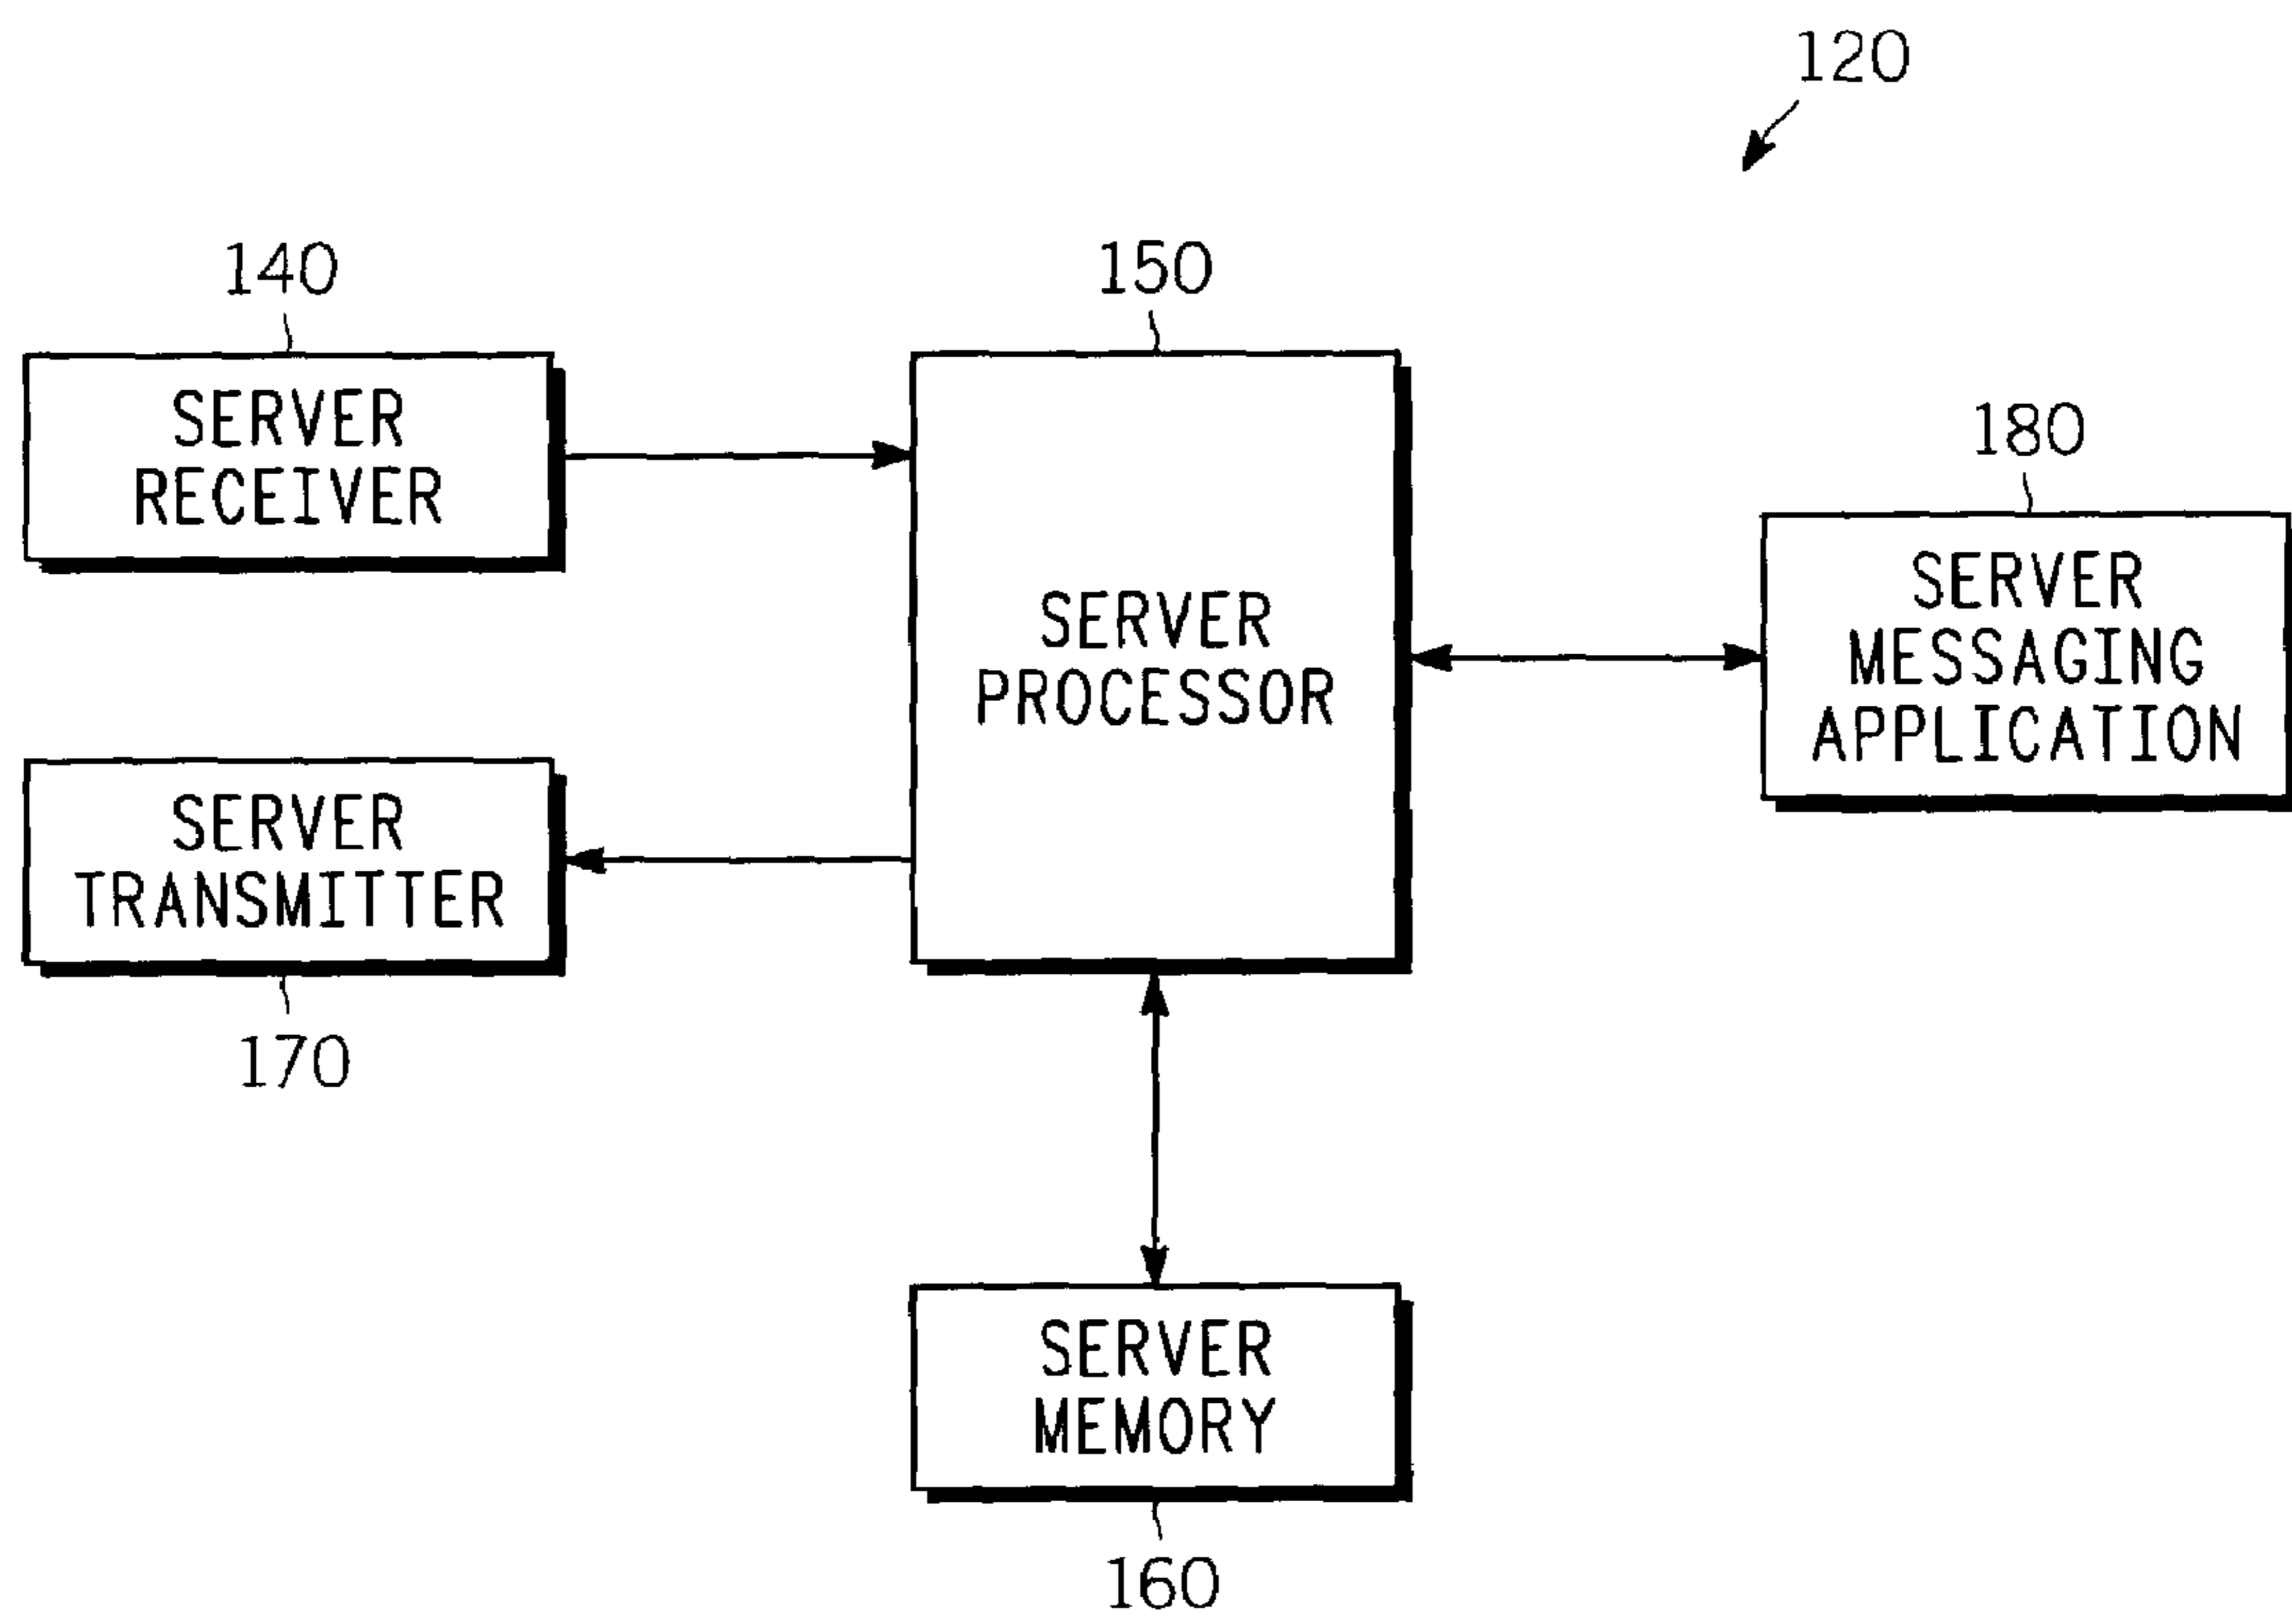 120
140
150
SERVER
RECEIVER
180
SERVER
PROCESSOR
SERVER
MESSAGING
APPLICATION
SERVER
TRANSMITTER
170
SERVER
MEMORY
160